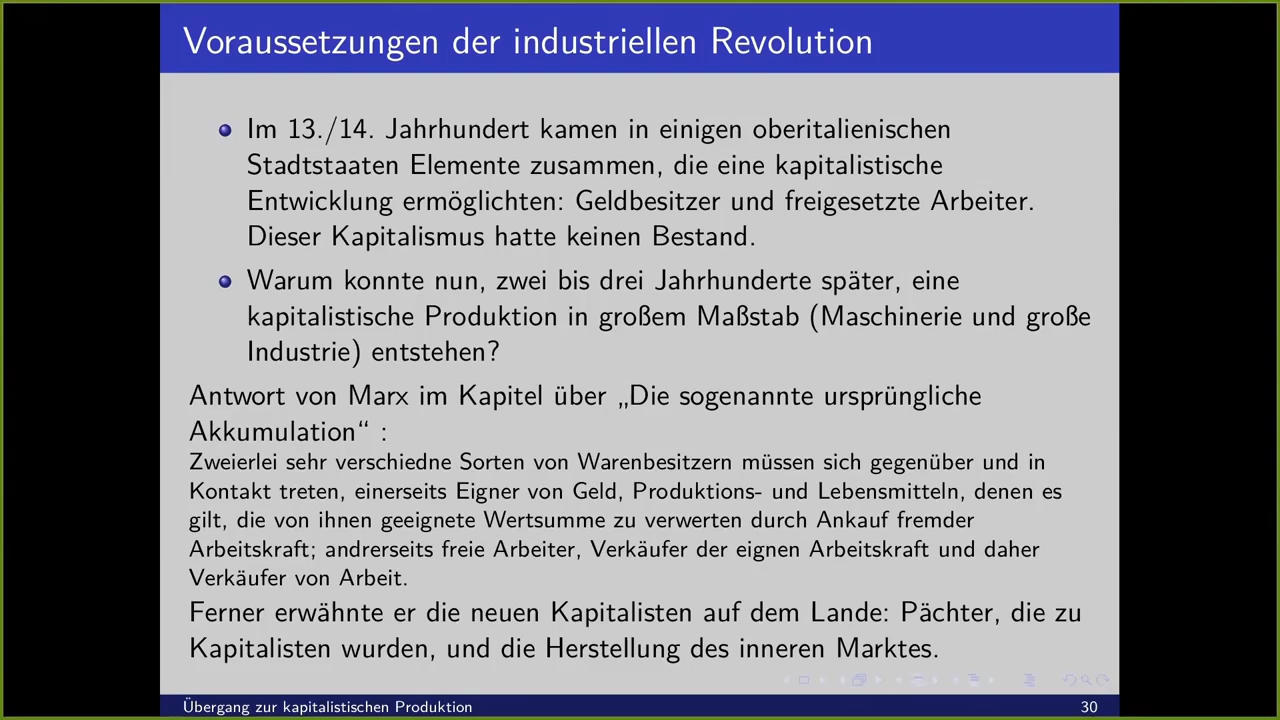 Voraussetzungen der industriellen Revolution
Im 13./14. Jahrhundert kamen in einigen oberitalienischen
Stadtstaaten Elemente zusammen, die eine kapitalistische
Entwicklung ermöglichten: Geldbesitzer und freigesetzte Arbeiter.
Dieser Kapitalismus hatte keinen Bestand.
Warum konnte nun, zwei bis drei Jahrhunderte später, eine
kapitalistische Produktion in großem Maßstab (Maschinerie und große
Industrie) entstehen?
Antwort von Marx im Kapitel über „Die sogenannte ursprüngliche
Akkumulation“ :
Zweierlei sehr verschiedne Sorten von Warenbesitzern müssen sich gegenüber und in
Kontakt treten, einerseits Eigner von Geld, Produktions- und Lebensmitteln, denen es
gilt, die von ihnen geeignete Wertsumme zu verwerten durch Ankauf fremder
Arbeitskraft; andrerseits freie Arbeiter, Verkäufer der eignen Arbeitskraft und daher
Verkäufer von Arbeit.
Ferner erwähnte er die neuen Kapitalisten auf dem Lande: Pächter, die zu
Kapitalisten wurden, und die Herstellung des inneren Marktes.
Übergang zur kapitalistischen Produktion
30